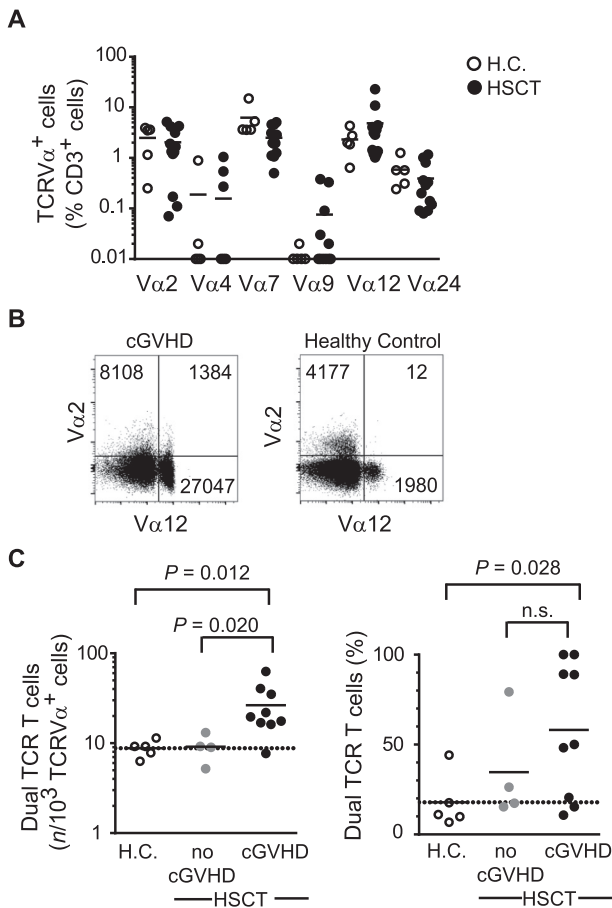 A
TCRVα+ cells
(% CD3+ cells)
100
10
1
0.1
0.01
H.C.
HSCT
Vα2 Vα4 Vα7 Vα9 Vα12 Vα24
B
cGVHD
Healthy Control
Vα2
8108 1384
27047
Vα12
Vα2
4177 12
1980
Vα12
C
P = 0.012
P = 0.020
Dual TCR T cells
(n/10³ TCRVα+ cells)
100
10
1
H.C. no cGVHD
cGVHD
HSCT
P = 0.028
n.s.
Dual TCR T cells (%)
100
50
0
H.C. no cGVHD
cGVHD
HSCT